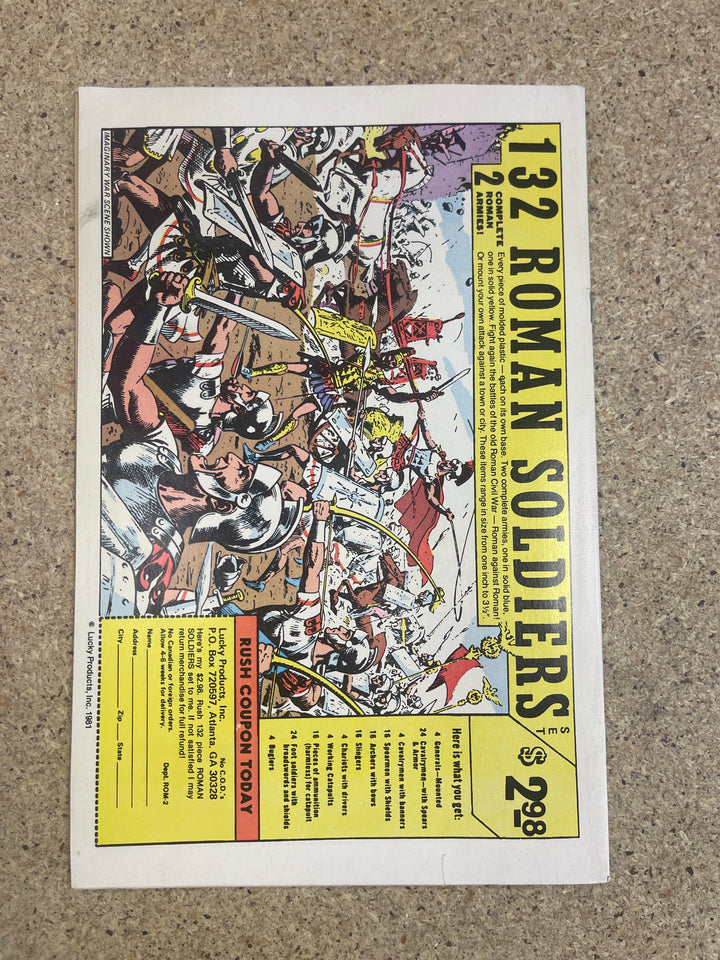 132 ROMAN SOLDIERS SET $2.98
2 COMPLETE
ROMAN
ARMIES!
Every piece of molded plastic — each on its own base. Two complete armies, one in solid blue,
one in solid yellow. Fight again the battles of the old Roman Civil War — Roman against Roman!
Or mount your own attack against a town or city. These items range in size from one inch to 3½".
IMAGINARY WAR SCENE SHOWN
Here is what you get:
4 Generals—Mounted
24 Cavalrymen—with Spears
& Armor
4 Cavalrymen with banners
16 Spearmen with Shields
16 Archers with bows
16 Slingers
4 Chariots with drivers
4 Working Catapults
16 Pieces of ammunition
(harmless) for catapult
24 Foot soldiers with
broadswords and shields
4 Buglers
RUSH COUPON TODAY
Lucky Products, Inc. No C.O.D.'s
P.O. Box 720597, Atlanta, GA 30328
Here's my $2.98. Rush 132 piece ROMAN
SOLDIERS set to me. If not satisfied I may
return merchandise for full refund!
No Canadian or foreign orders.
Allow 4-6 weeks for delivery. Dept. ROM-2
Name
Address
City Zip State
© Lucky Products, Inc. 1981